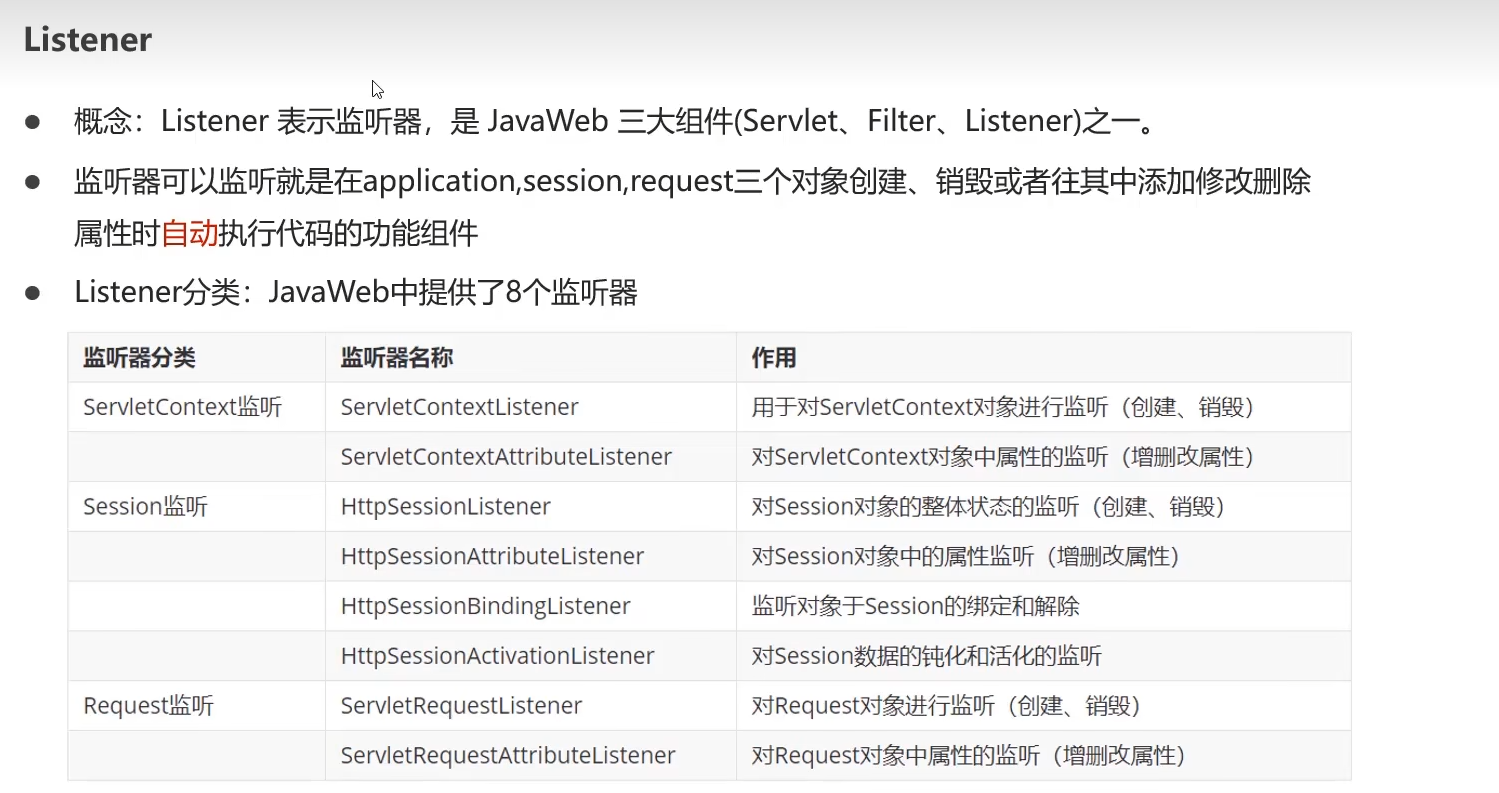 Listener
● 概念：Listener 表示监听器，是 JavaWeb 三大组件(Servlet、Filter、Listener)之一。
● 监听器可以监听就是在application,session,request三个对象创建、销毁或者往其中添加修改删除
属性时自动执行代码的功能组件
● Listener分类：JavaWeb中提供了8个监听器
监听器分类 监听器名称 作用
ServletContext监听 ServletContextListener 用于对ServletContext对象进行监听（创建、销毁）
ServletContextAttributeListener 对ServletContext对象中属性的监听（增删改属性）
Session监听 HttpSessionListener 对Session对象的整体状态的监听（创建、销毁）
HttpSessionAttributeListener 对Session对象中的属性监听（增删改属性）
HttpSessionBindingListener 监听对象于Session的绑定和解除
HttpSessionActivationListener 对Session数据的钝化和活化的监听
Request监听 ServletRequestListener 对Request对象进行监听（创建、销毁）
ServletRequestAttributeListener 对Request对象中属性的监听（增删改属性）